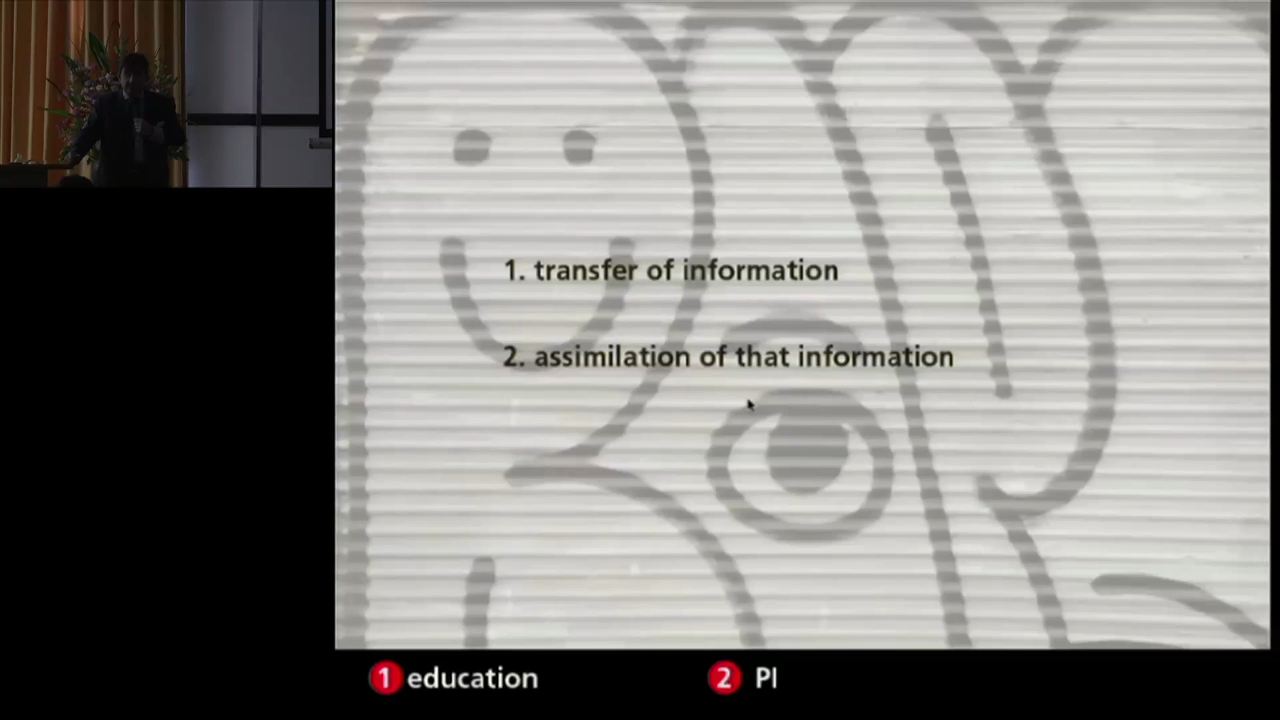 1. transfer of information
2. assimilation of that information
1 education
2 PI